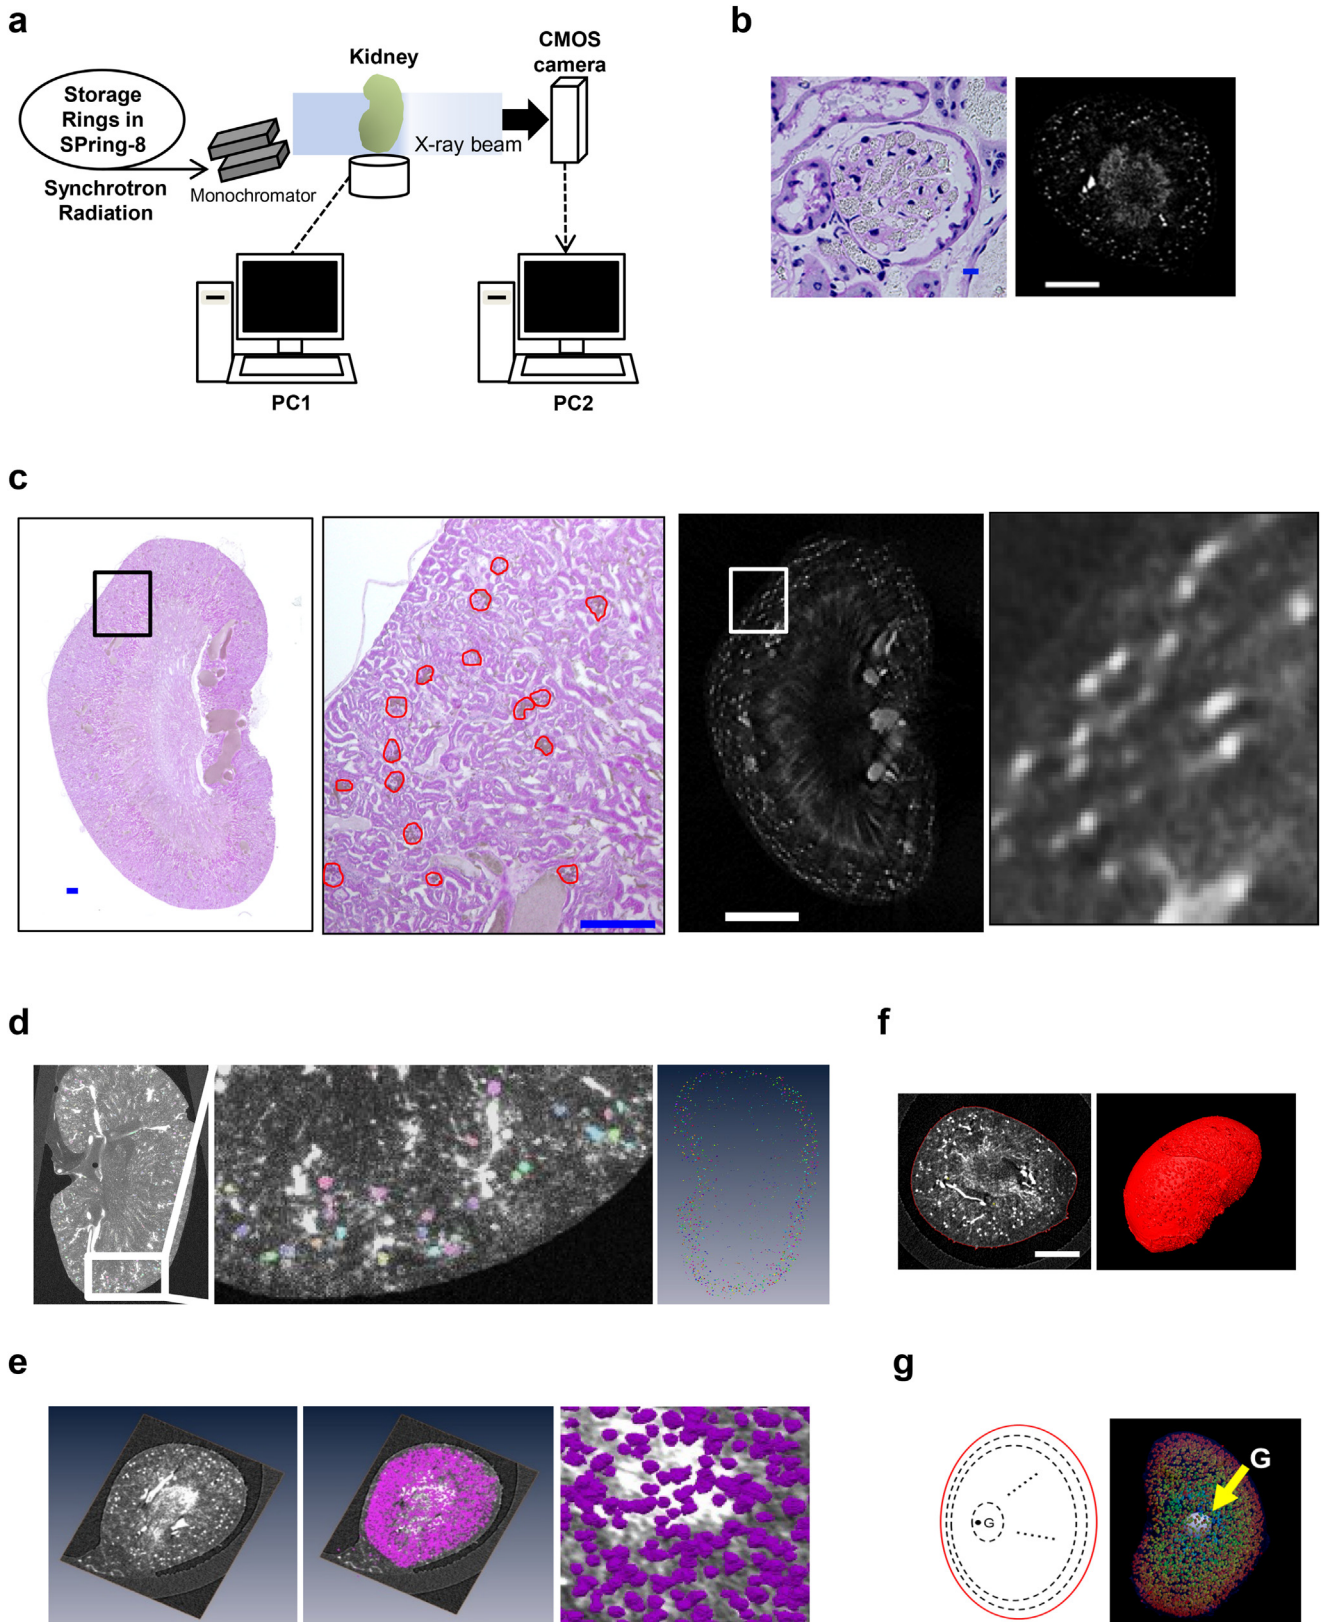 a
Storage
Rings in
SPring-8
Synchrotron
Radiation
Monochromator
Kidney
X-ray beam
CMOS
camera
PC1
PC2
b
c
d
f
e
g
G
G